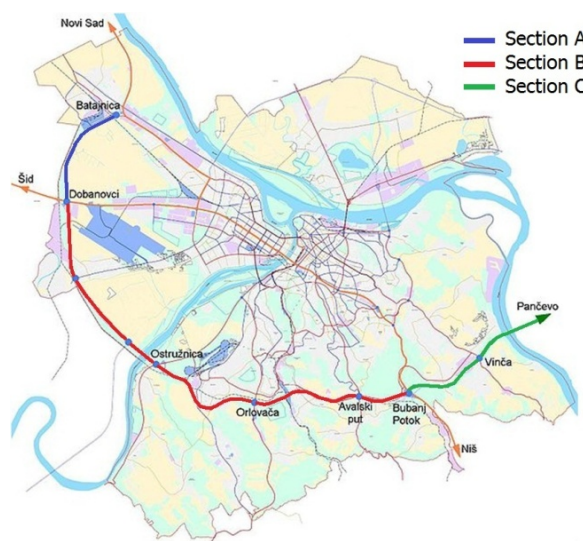 Novi Sad
Section A
Section B
Section C
Batajnica
Šid
Dobanovci
Pančevo
Ostružnica
Vinča
Orlovača
Avalski
put
Bubanj
Potok
Niš